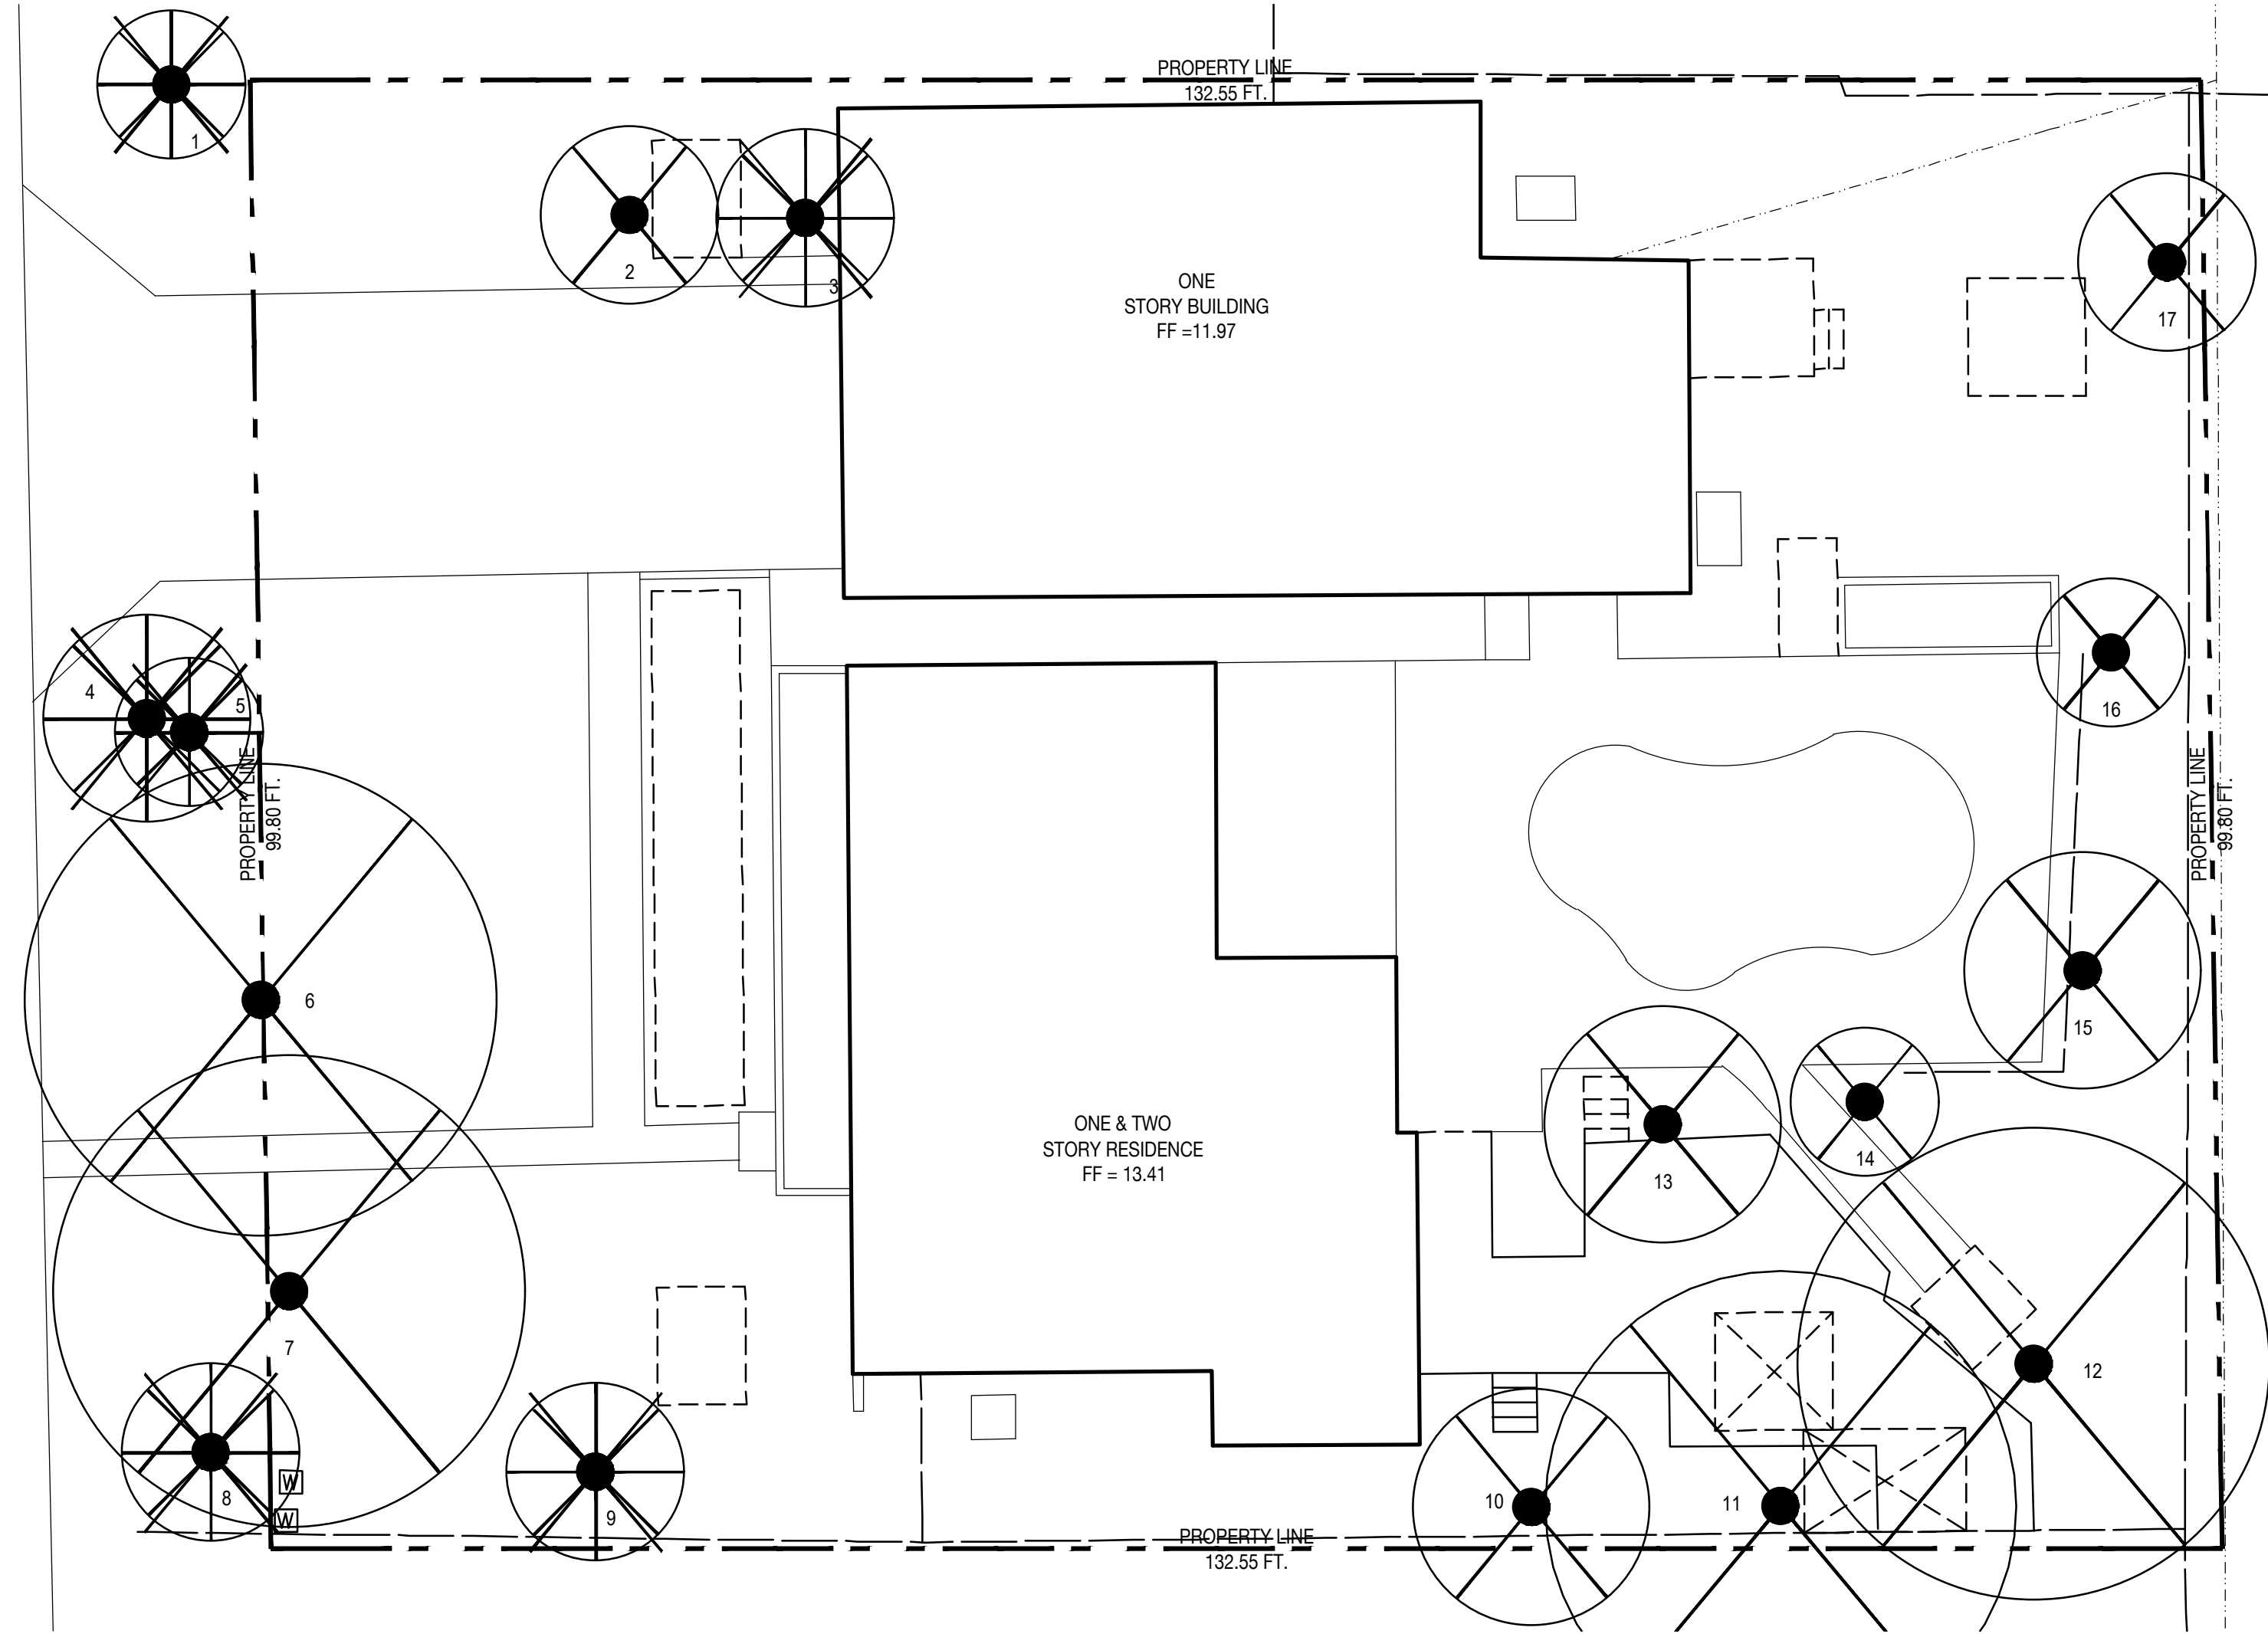 PROPERTY LINE
132.55 FT.
1
2
3
ONE
STORY BUILDING
FF =11.97
17
4
5
16
PROPERTY LINE
99.80 FT.
PROPERTY LINE
99.80 FT.
6
15
ONE & TWO
STORY RESIDENCE
FF = 13.41
14
13
7
12
W
8
W
9
10
11
PROPERTY LINE
132.55 FT.